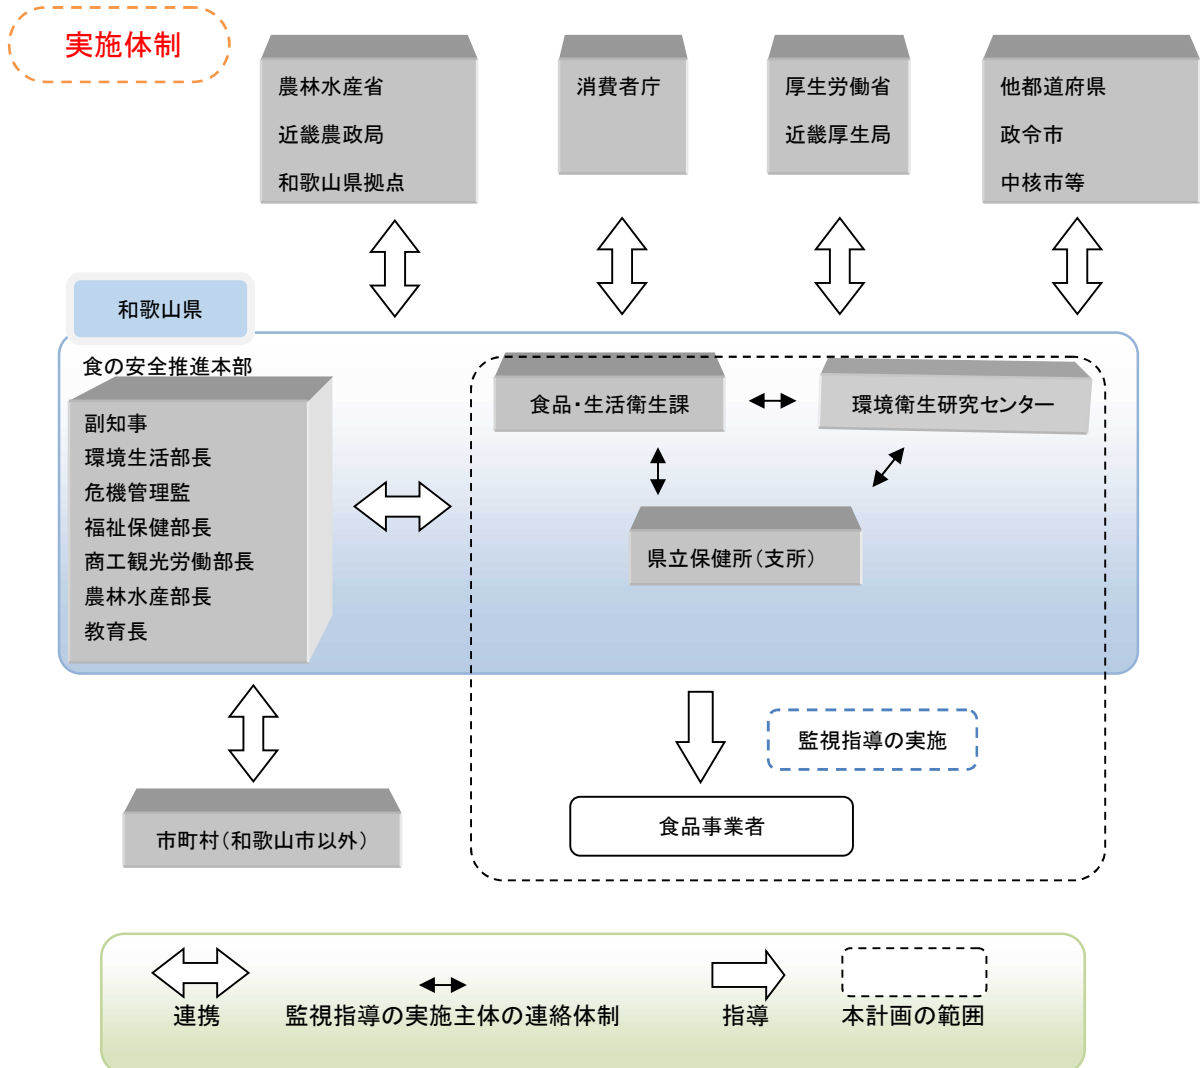 実施体制
農林水産省
近畿農政局
和歌山県拠点
消費者庁
厚生労働省
近畿厚生局
他都道府県
政令市
中核市等
和歌山県
食の安全推進本部
副知事
環境生活部長
危機管理監
福祉保健部長
商工観光労働部長
農林水産部長
教育長
食品・生活衛生課
環境衛生研究センター
県立保健所（支所）
監視指導の実施
食品事業者
市町村（和歌山市以外）
連携
監視指導の実施主体の連絡体制
指導
本計画の範囲